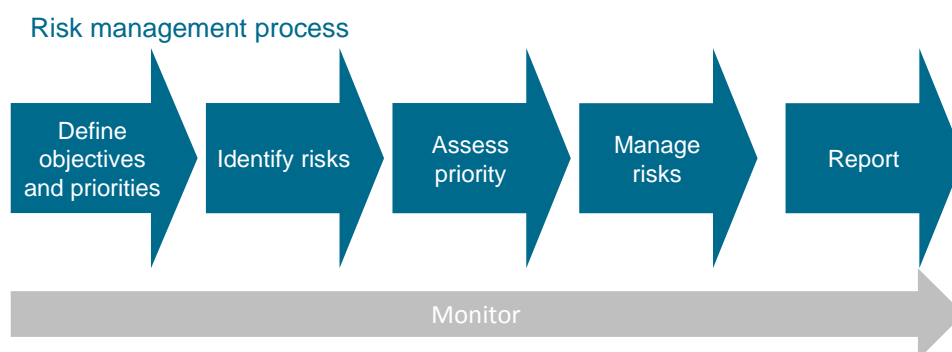 Risk management process
Define
objectives
and priorities
Identify risks
Assess
priority
Manage
risks
Report
Monitor